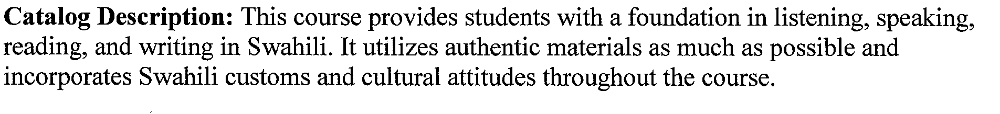 Catalog Description: This course provides students with a foundation in listening, speaking,
reading, and writing in Swahili. It utilizes authentic materials as much as possible and
incorporates Swahili customs and cultural attitudes throughout the course.